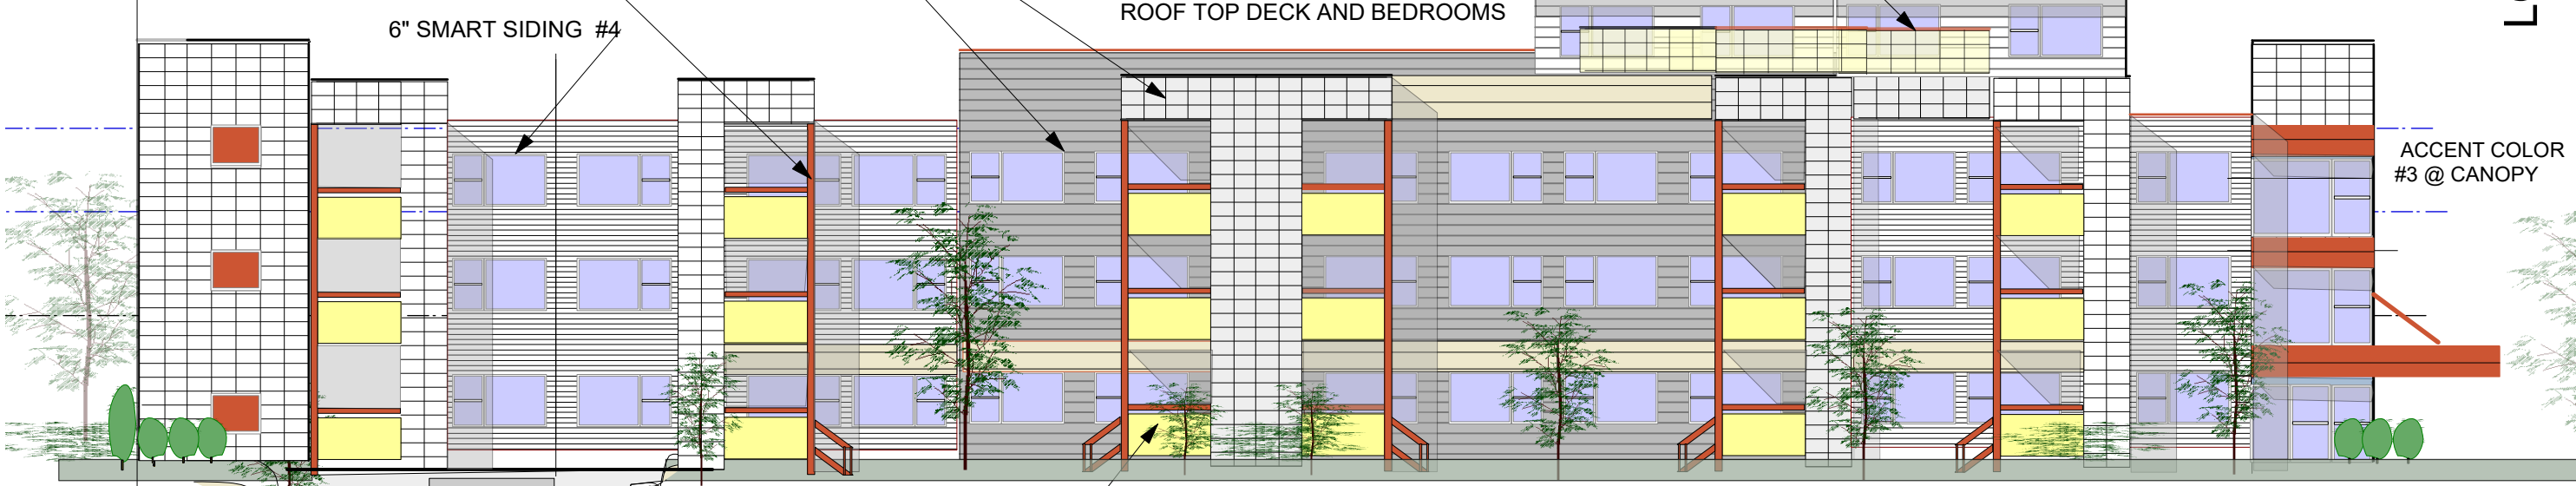 6" SMART SIDING #4
ROOF TOP DECK AND BEDROOMS
ACCENT COLOR
#3 @ CANOPY